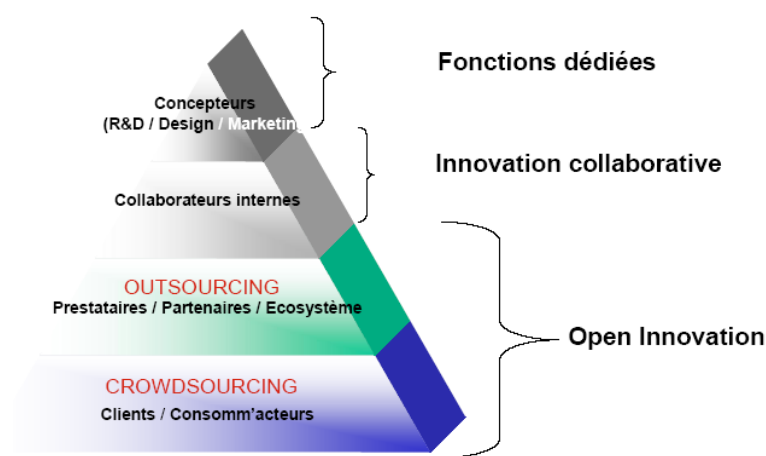 Fonctions dédiées
Concepteurs
(R&D / Design / Marketing
Innovation collaborative
Collaborateurs internes
OUTSOURCING
Prestataires / Partenaires / Ecosystème
Open Innovation
CROWDSOURCING
Clients / Consomm'acteurs